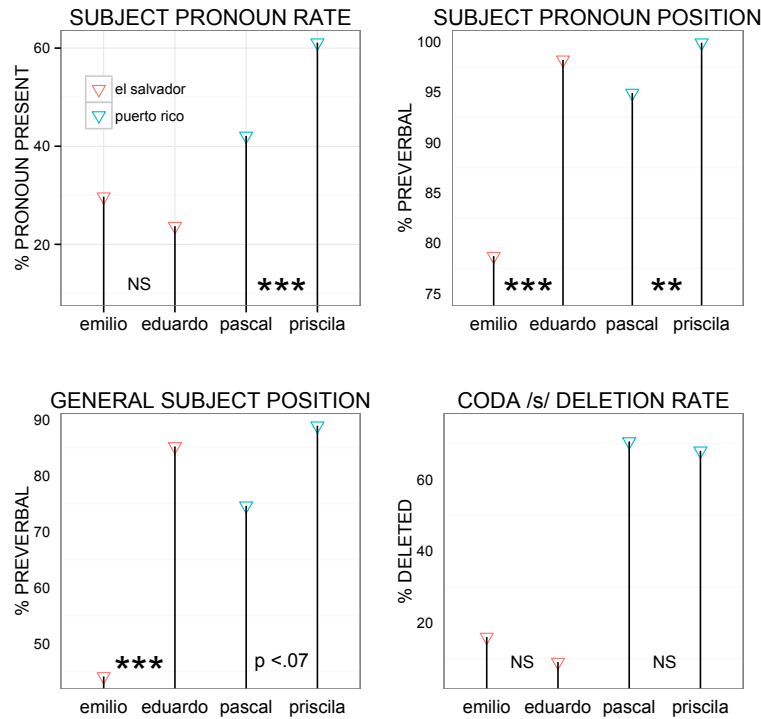 SUBJECT PRONOUN RATE
% PRONOUN PRESENT
60
40
20
el salvador
puerto rico
NS
***
emilio eduardo pascal priscila
SUBJECT PRONOUN POSITION
% PREVERBAL
100
95
90
85
80
75
***
**
emilio eduardo pascal priscila
GENERAL SUBJECT POSITION
% PREVERBAL
90
80
70
60
50
***
p <.07
emilio eduardo pascal priscila
CODA /s/ DELETION RATE
% DELETED
60
40
20
NS
NS
emilio eduardo pascal priscila